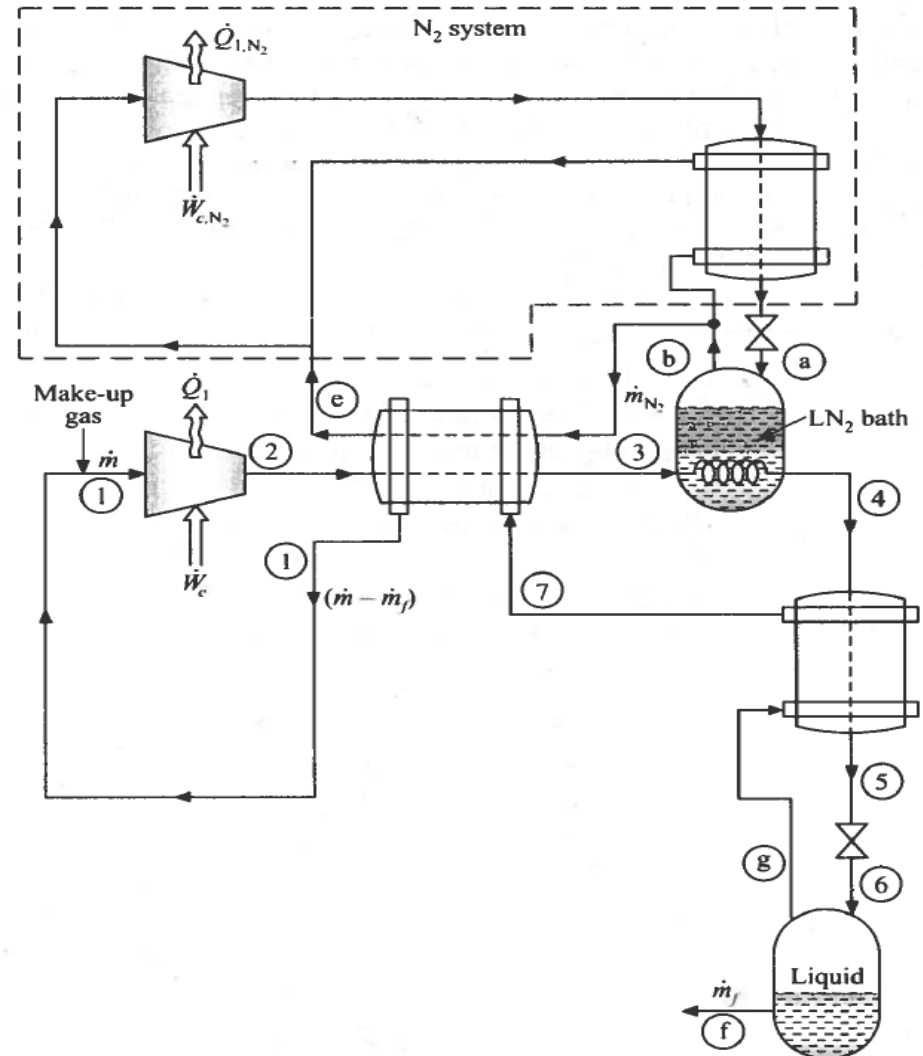 N₂ system
Q̇₁,N₂
Ẇc,N₂
b
a
ṁN₂
LN₂ bath
e
Make-up
gas
ṁ
Q̇₁
1
2
3
4
Ẇc
1
(ṁ − ṁf)
7
5
g
6
Liquid
ṁf
f